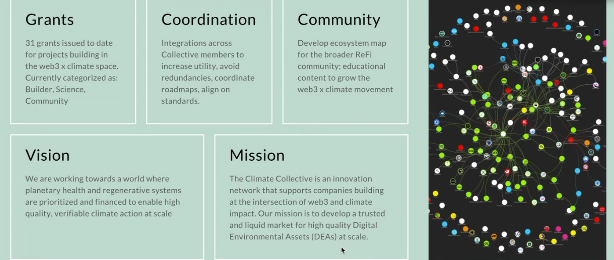 Grants
31 grants issued to date
for projects building in
the web3 x climate space.
Currently categorized as:
Builder, Science,
Community
Coordination
Integrations across
Collective members to
increase utility, avoid
redundancies, coordinate
roadmaps, align on
standards.
Community
Develop ecosystem map
for the broader ReFi
community; educational
content to grow the
web3 x climate movement
Vision
We are working towards a world where
planetary health and regenerative systems
are prioritized and financed to enable high
quality, verifiable climate action at scale
Mission
The Climate Collective is an innovation
network that supports companies building
at the intersection of web3 and climate
impact. Our mission is to develop a trusted
and liquid market for high quality Digital
Environmental Assets (DEAs) at scale.